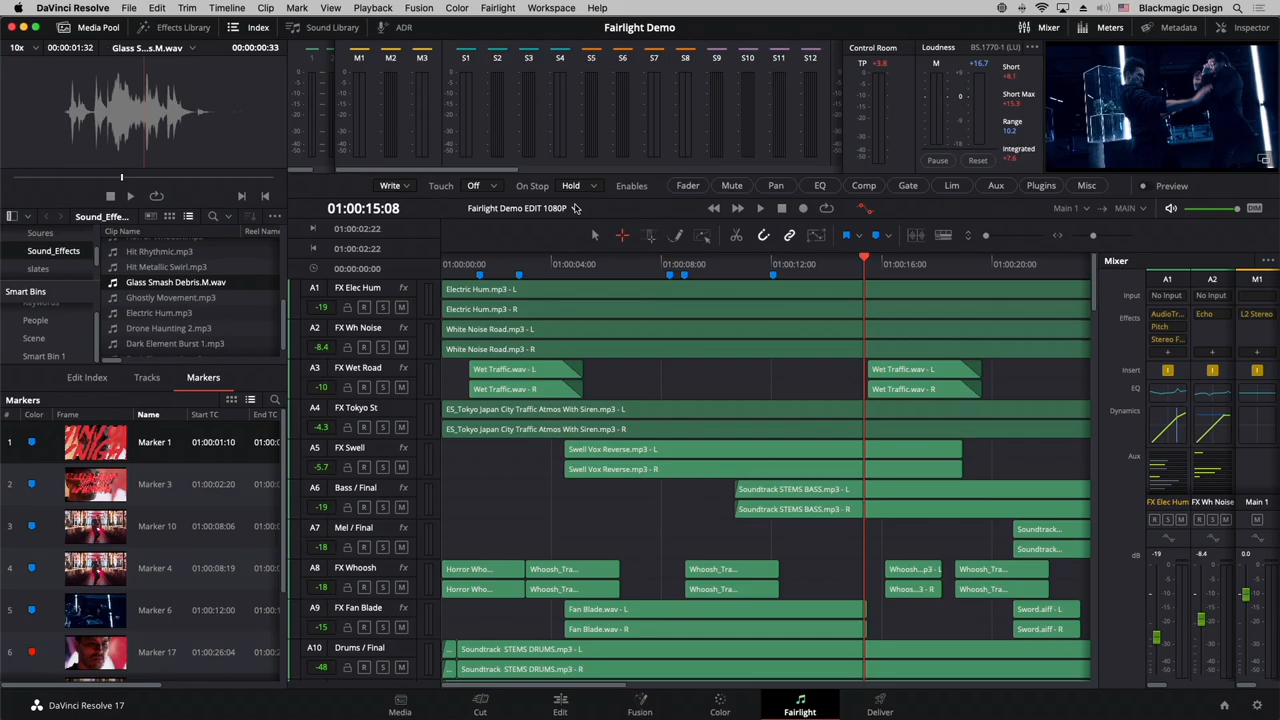 DaVinci Resolve File Edit Trim Timeline Clip Mark View Playback Fusion Color Fairlight Workspace Help Blackmagic Design
Media Pool Effects Library Index Sound Library ADR Fairlight Demo Mixer Meters Metadata Inspector
10x 00:00:01:32 Glass S...s.M.wav 00:00:00:33
1 M1 M2 M3 S1 S2 S3 S4 S5 S6 S7 S8 S9 S10 S11 S12
Control Room Loudness BS.1770-1 (LU)
TP +3.8 M +16.7 Short +8.1
Short Max +15.3
Range 10.2
Integrated +7.6
Pause Reset
Write Touch Off On Stop Hold Enables Fader Mute Pan EQ Comp Gate Lim Aux Plugins Misc Preview
01:00:15:08 Fairlight Demo EDIT 1080P Main 1 MAIN DIM
Sound_Effe...
01:00:02:22
01:00:02:22
00:00:00:00
01:00:00:00 01:00:04:00 01:00:08:00 01:00:12:00 01:00:16:00 01:00:20:00
Sores
Sound_Effects
slates
Smart Bins
Keywords
People
Scene
Smart Bin 1
Clip Name Reel Name
Hit Rhythmic.mp3
Hit Metallic Swirl.mp3
Glass Smash Debris.M.wav
Ghostly Movement.mp3
Electric Hum.mp3
Drone Haunting 2.mp3
Dark Element Burst 1.mp3
Edit Index Tracks Markers
Markers
# Color Frame Name Start TC End TC
1 Marker 1 01:00:01:10 01:00:0
2 Marker 3 01:00:02:20 01:00:0
3 Marker 10 01:00:08:06 01:00:0
4 Marker 4 01:00:08:19 01:00:0
5 Marker 6 01:00:12:00 01:00:0
6 Marker 17 01:00:26:04 01:00:0
A1 FX Elec Hum fx
-19 R S M
Electric Hum.mp3 - L
Electric Hum.mp3 - R
A2 FX Wh Noise fx
-8.4 R S M
White Noise Road.mp3 - L
White Noise Road.mp3 - R
A3 FX Wet Road fx
-10 R S M
Wet Traffic.wav - L Wet Traffic.wav - L
Wet Traffic.wav - R Wet Traffic.wav - R
A4 FX Tokyo St fx
-4.3 R S M
ES_Tokyo Japan City Traffic Atmos With Siren.mp3 - L
ES_Tokyo Japan City Traffic Atmos With Siren.mp3 - R
A5 FX Swell fx
-5.7 R S M
Swell Vox Reverse.mp3 - L
Swell Vox Reverse.mp3 - R
A6 Bass / Final fx
-19 R S M
Soundtrack STEMS BASS.mp3 - L
Soundtrack STEMS BASS.mp3 - R
A7 Mel / Final fx
-18 R S M
Soundtrack...
Soundtrack...
A8 FX Whoosh fx
-18 R S M
Horror Who... Whoosh_Tra... Whoosh_Tra... Whoosh...p3 - L Whoosh_Tra...
Horror Who... Whoosh_Tra... Whoosh_Tra... Whoos...3 - R Whoosh_Tra...
A9 FX Fan Blade fx
-15 R S M
Fan Blade.wav - L Sword.aiff - L
Fan Blade.wav - R Sword.aiff - R
A10 Drums / Final fx
-48 R S M
... Soundtrack STEMS DRUMS.mp3 - L
... Soundtrack STEMS DRUMS.mp3 - R
Mixer
A1 A2 M1
Input No Input No Input
Effects AudioTr... Echo L2 Stereo
Pitch
Stereo F...
Insert
EQ
Dynamics
Aux
FX Elec Hum FX Wh Noise Main 1
R S M R S M M
dB -19 -8.4 0.0
DaVinci Resolve 17 Media Cut Edit Fusion Color Fairlight Deliver